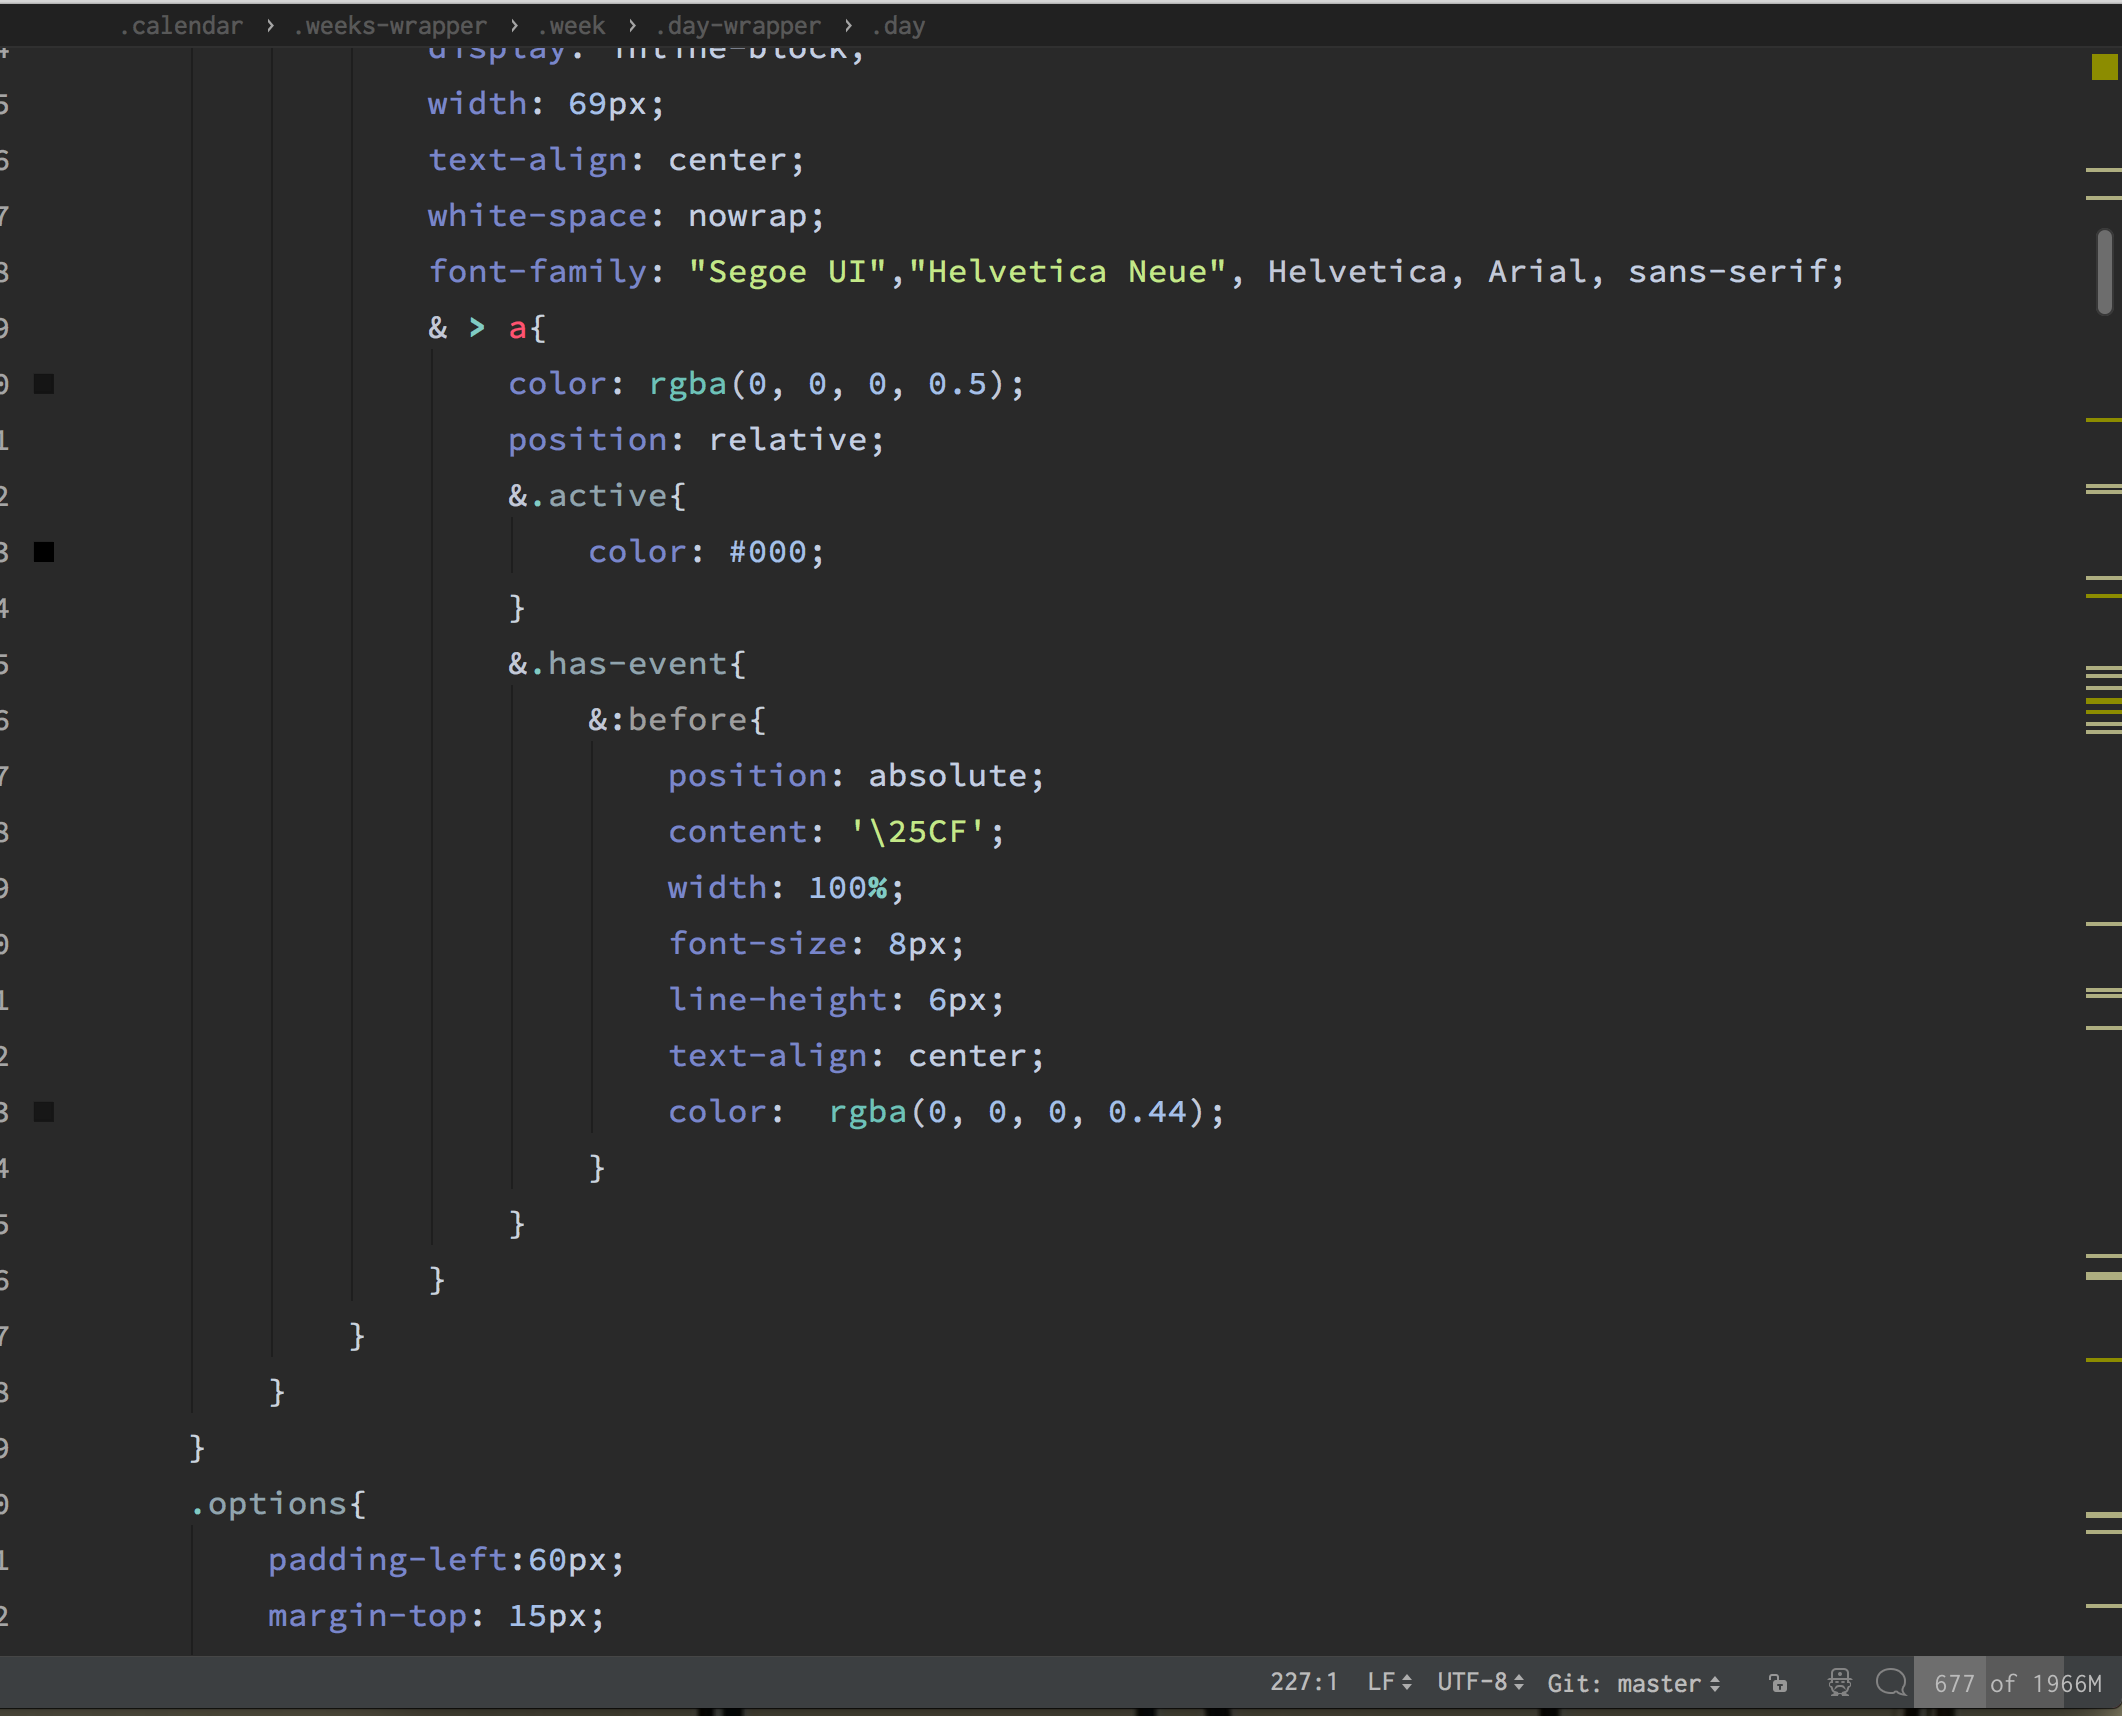 .calendar › .weeks-wrapper › .week › .day-wrapper › .day
4 display: inline-block;
5 width: 69px;
6 text-align: center;
7 white-space: nowrap;
8 font-family: "Segoe UI","Helvetica Neue", Helvetica, Arial, sans-serif;
9 & > a{
0 color: rgba(0, 0, 0, 0.5);
1 position: relative;
2 &.active{
3 color: #000;
4 }
5 &.has-event{
6 &:before{
7 position: absolute;
8 content: '\25CF';
9 width: 100%;
0 font-size: 8px;
1 line-height: 6px;
2 text-align: center;
3 color:  rgba(0, 0, 0, 0.44);
4 }
5 }
6 }
7 }
8 }
9 }
0 .options{
1 padding-left:60px;
2 margin-top: 15px;
227:1 LF UTF-8 Git: master 677 of 1966M